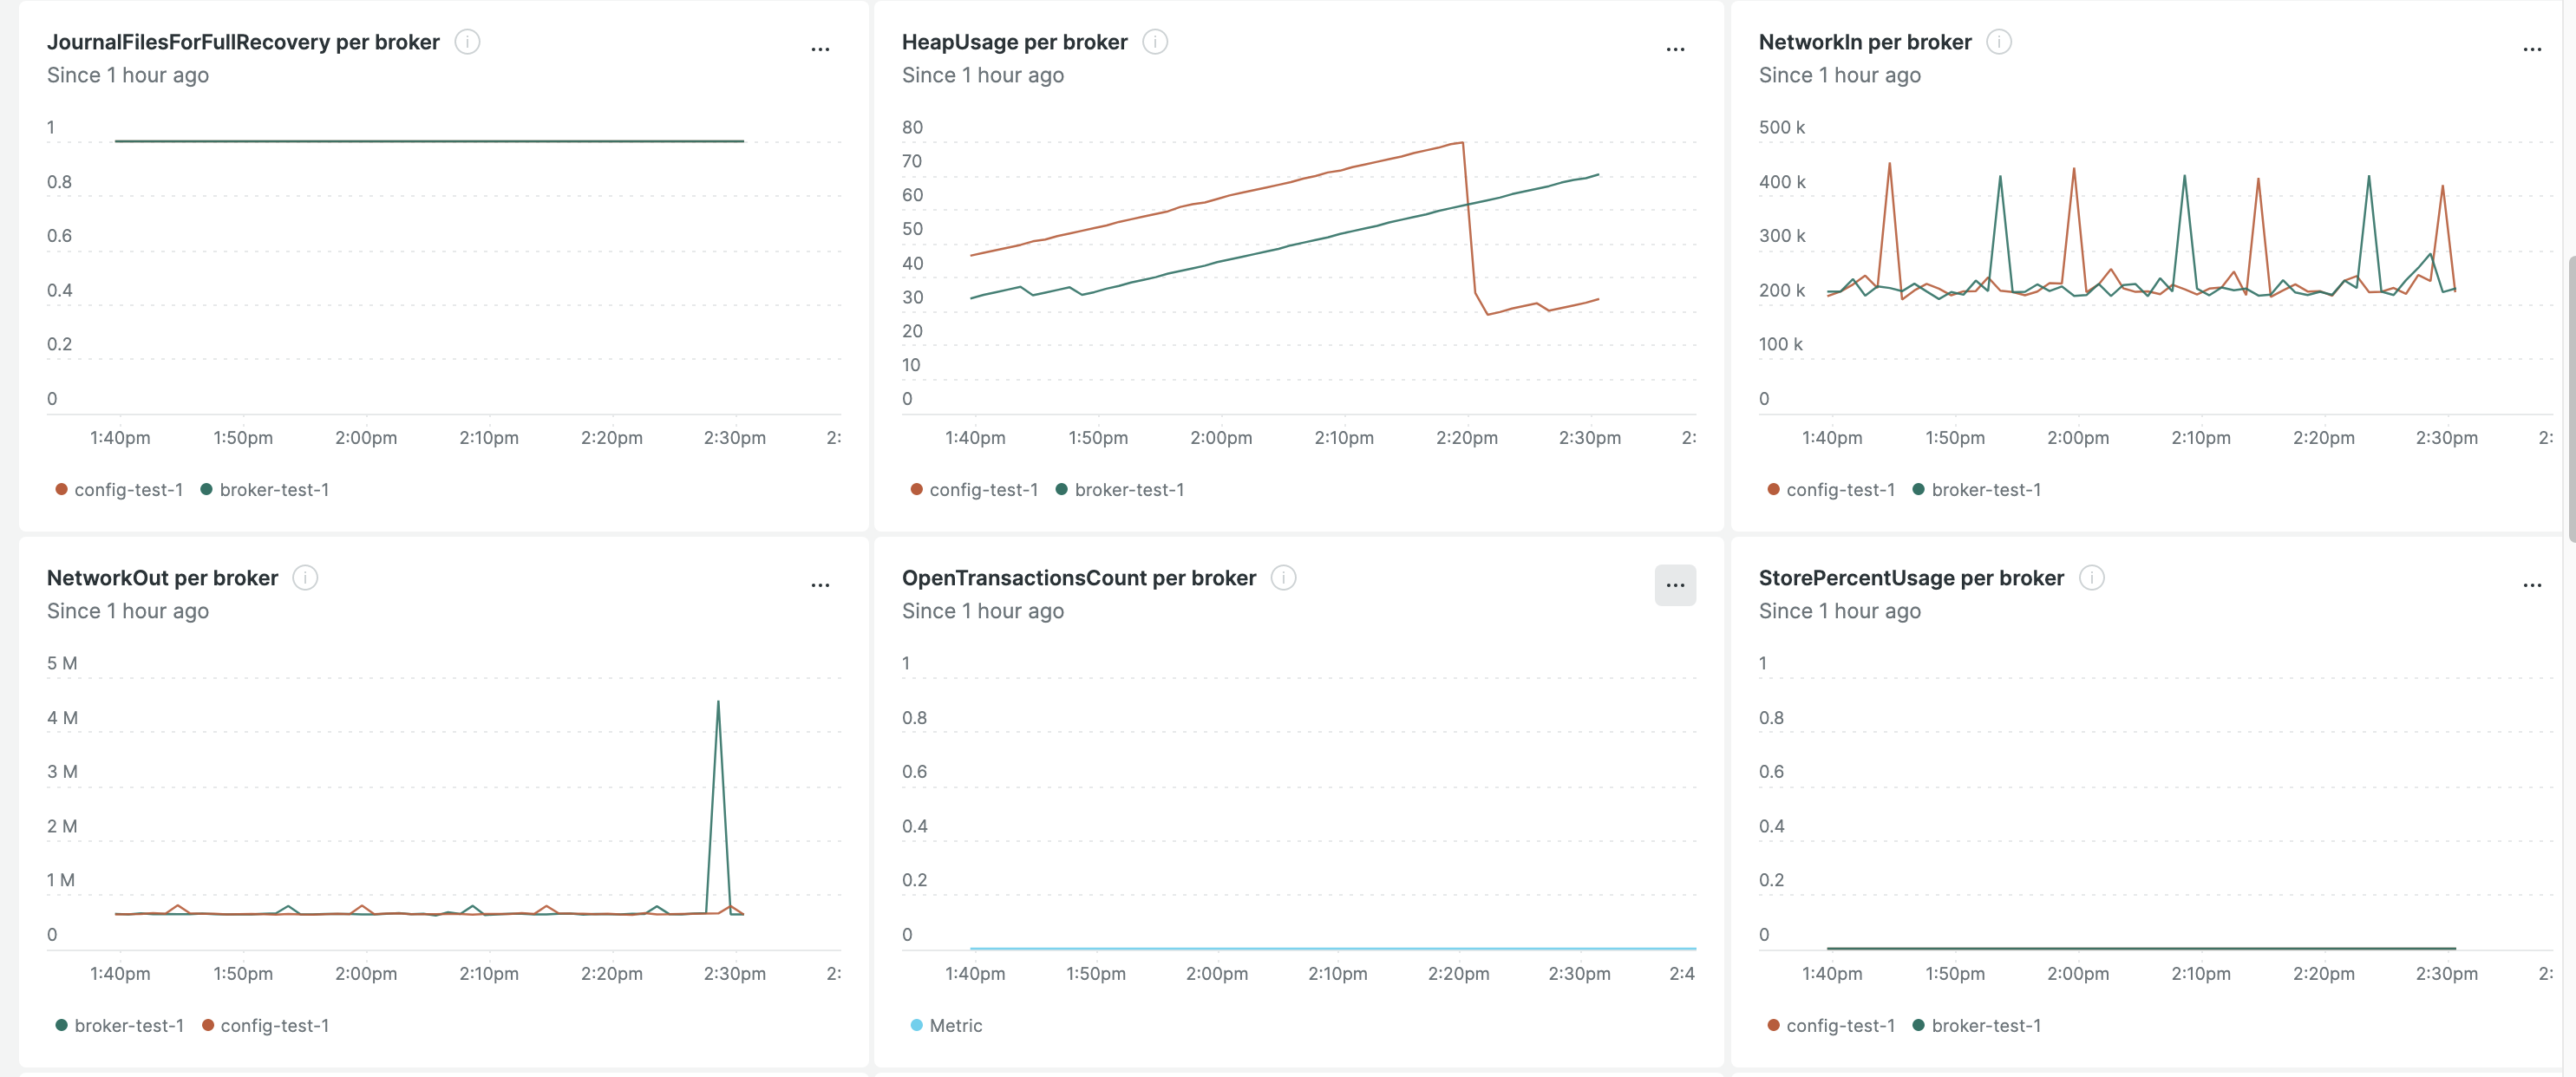 JournalFilesForFullRecovery per broker
Since 1 hour ago
1
0.8
0.6
0.4
0.2
0
1:40pm 1:50pm 2:00pm 2:10pm 2:20pm 2:30pm 2:
config-test-1 broker-test-1
HeapUsage per broker
Since 1 hour ago
80
70
60
50
40
30
20
10
0
1:40pm 1:50pm 2:00pm 2:10pm 2:20pm 2:30pm 2:
config-test-1 broker-test-1
NetworkIn per broker
Since 1 hour ago
500 k
400 k
300 k
200 k
100 k
0
1:40pm 1:50pm 2:00pm 2:10pm 2:20pm 2:30pm 2:
config-test-1 broker-test-1
NetworkOut per broker
Since 1 hour ago
5 M
4 M
3 M
2 M
1 M
0
1:40pm 1:50pm 2:00pm 2:10pm 2:20pm 2:30pm 2:
broker-test-1 config-test-1
OpenTransactionsCount per broker
Since 1 hour ago
1
0.8
0.6
0.4
0.2
0
1:40pm 1:50pm 2:00pm 2:10pm 2:20pm 2:30pm 2:4
Metric
StorePercentUsage per broker
Since 1 hour ago
1
0.8
0.6
0.4
0.2
0
1:40pm 1:50pm 2:00pm 2:10pm 2:20pm 2:30pm 2:
config-test-1 broker-test-1